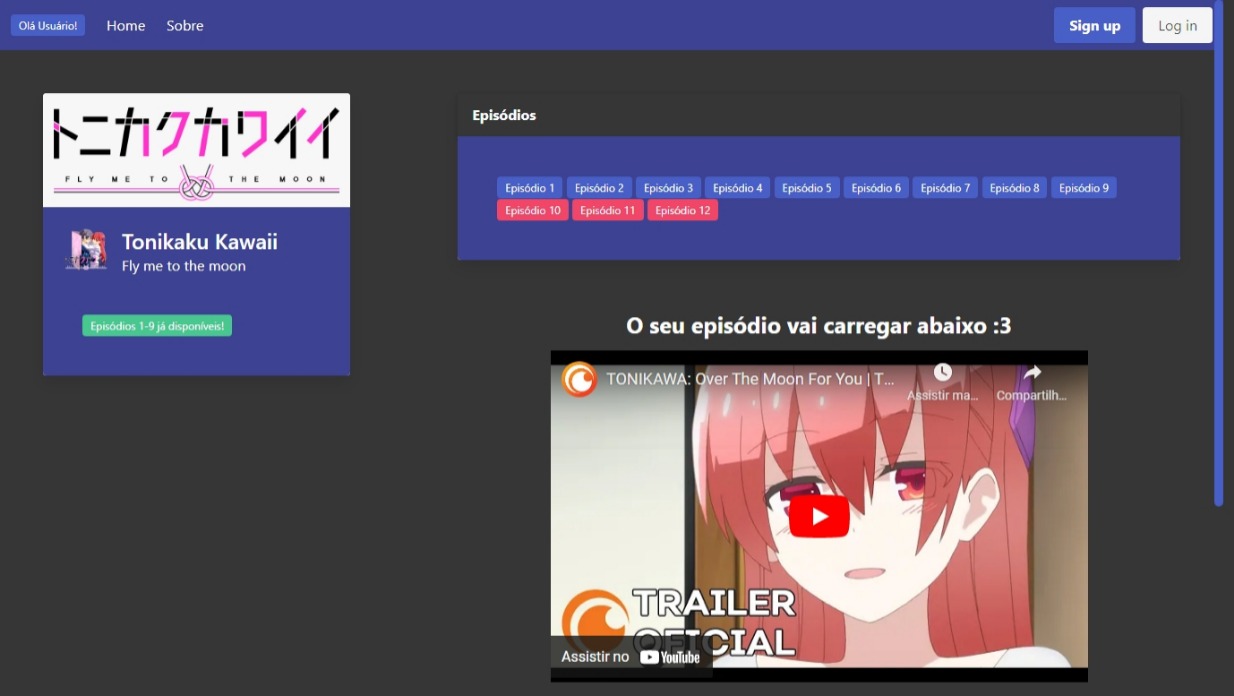 Olá Usuário!
Home
Sobre
Sign up
Log in
トニカクカワイイ
FLY ME TO THE MOON
Tonikaku Kawaii
Fly me to the moon
Episódios 1-9 já disponíveis!
Episódios
Episódio 1 Episódio 2 Episódio 3 Episódio 4 Episódio 5 Episódio 6 Episódio 7 Episódio 8 Episódio 9
Episódio 10 Episódio 11 Episódio 12
O seu episódio vai carregar abaixo :3
TONIKAWA: Over The Moon For You | T...
Assistir ma...
Compartilh...
TRAILER
OFICIAL
Assistir no YouTube